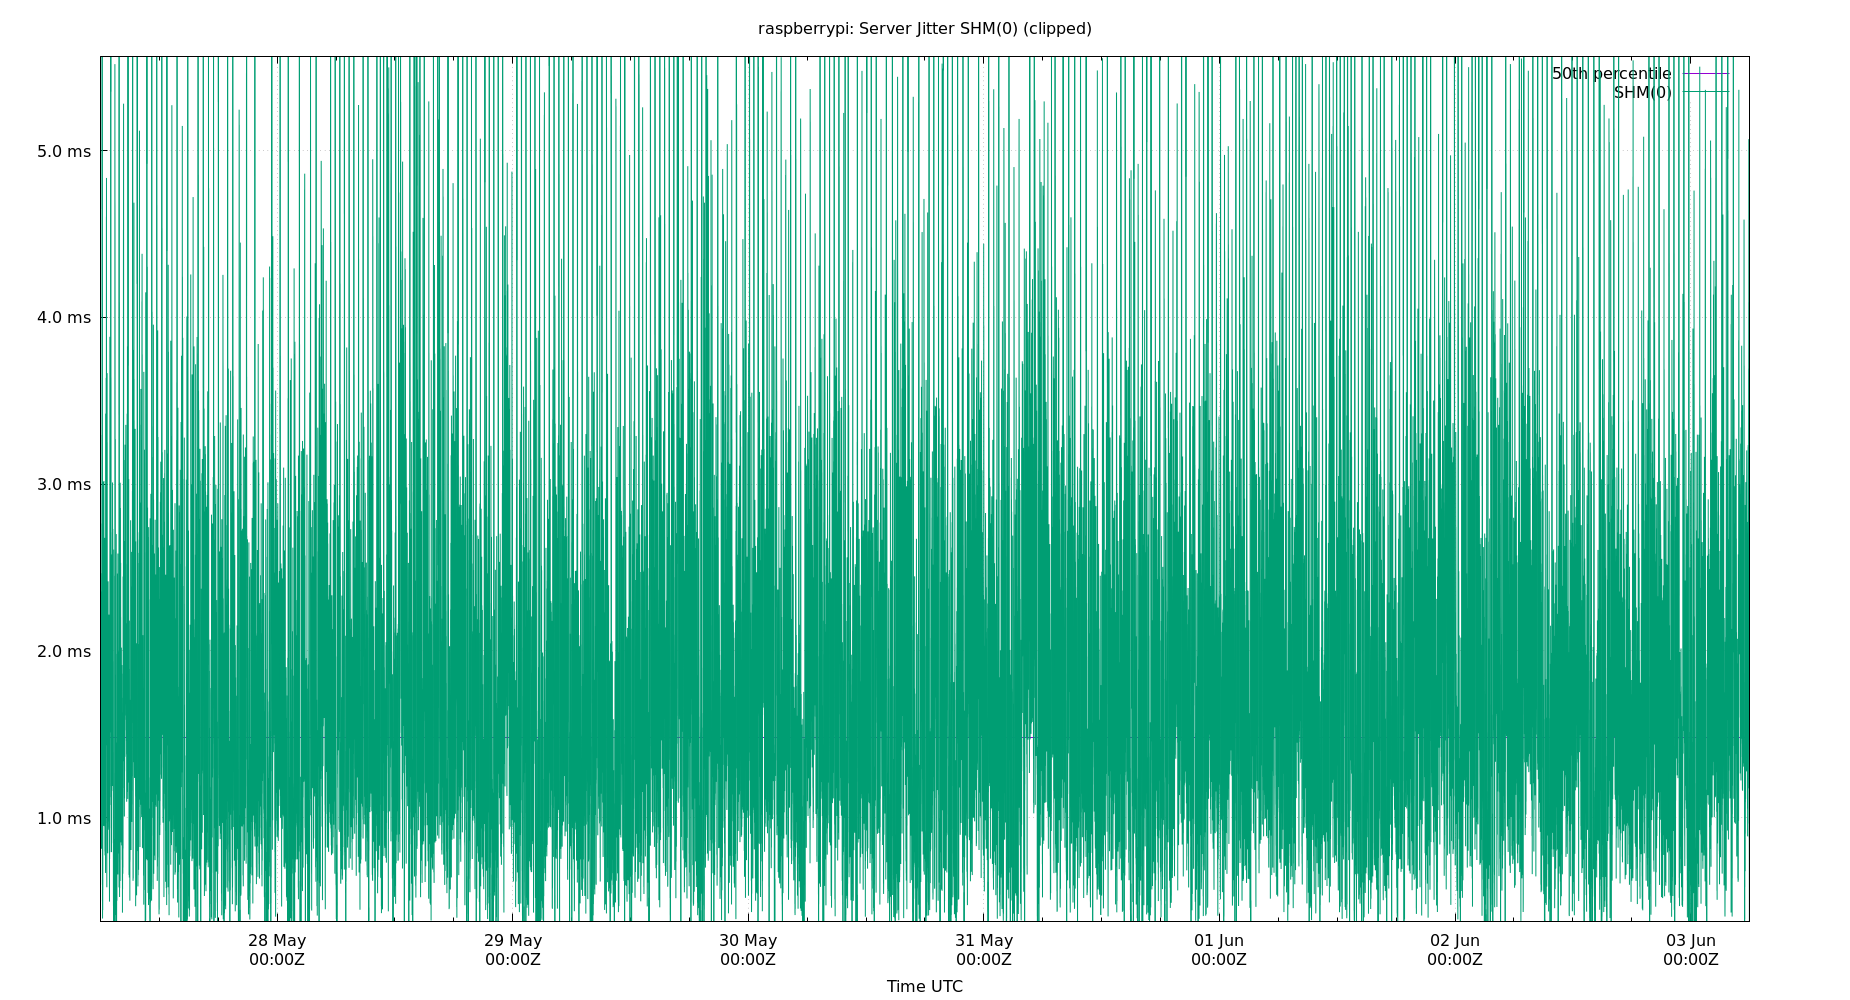 raspberrypi: Server Jitter SHM(0) (clipped)
50th percentile
SHM(0)
5.0 ms
4.0 ms
3.0 ms
2.0 ms
1.0 ms
28 May 29 May 30 May 31 May 01 Jun 02 Jun 03 Jun
00:00Z 00:00Z 00:00Z 00:00Z 00:00Z 00:00Z 00:00Z
Time UTC